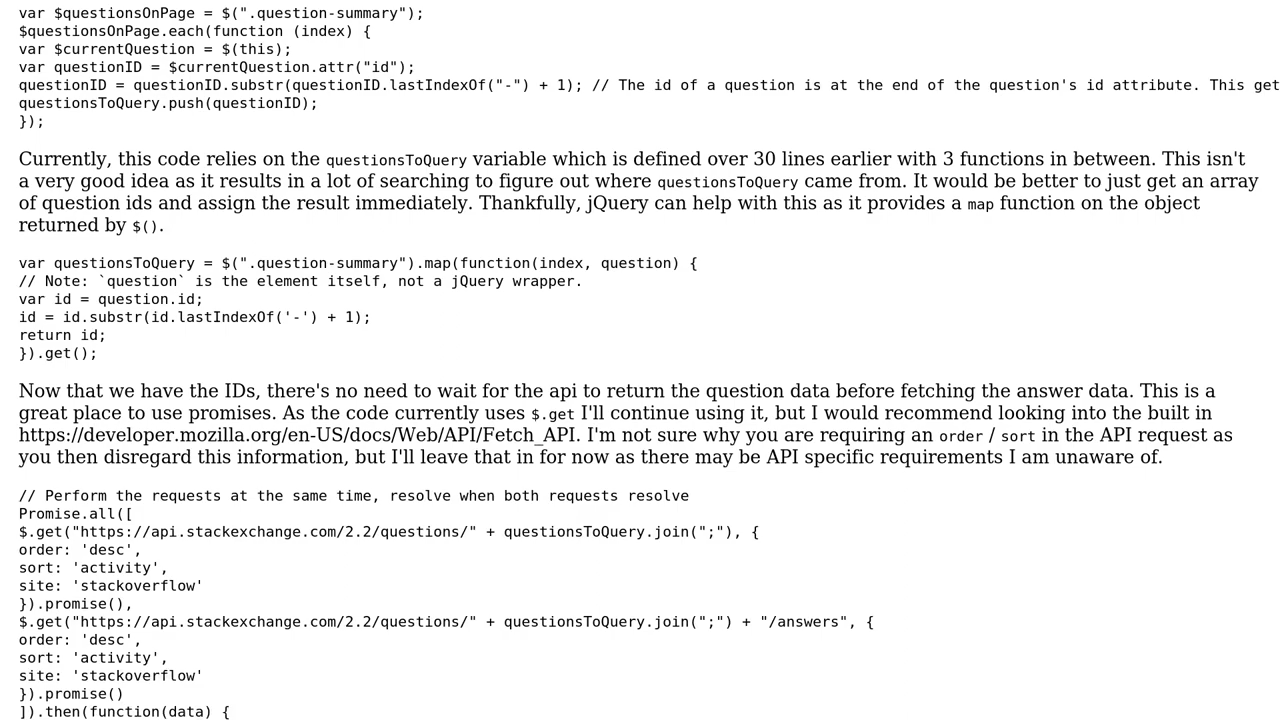 var $questionsOnPage = $(".question-summary");
$questionsOnPage.each(function (index) {
var $currentQuestion = $(this);
var questionID = $currentQuestion.attr("id");
questionID = questionID.substr(questionID.lastIndexOf("-") + 1); // The id of a question is at the end of the question's id attribute. This get
questionsToQuery.push(questionID);
});
Currently, this code relies on the questionsToQuery variable which is defined over 30 lines earlier with 3 functions in between. This isn't
a very good idea as it results in a lot of searching to figure out where questionsToQuery came from. It would be better to just get an array
of question ids and assign the result immediately. Thankfully, jQuery can help with this as it provides a map function on the object
returned by $().
var questionsToQuery = $(".question-summary").map(function(index, question) {
// Note: `question` is the element itself, not a jQuery wrapper.
var id = question.id;
id = id.substr(id.lastIndexOf('-') + 1);
return id;
}).get();
Now that we have the IDs, there's no need to wait for the api to return the question data before fetching the answer data. This is a
great place to use promises. As the code currently uses $.get I'll continue using it, but I would recommend looking into the built in
https://developer.mozilla.org/en-US/docs/Web/API/Fetch_API. I'm not sure why you are requiring an order / sort in the API request as
you then disregard this information, but I'll leave that in for now as there may be API specific requirements I am unaware of.
// Perform the requests at the same time, resolve when both requests resolve
Promise.all([
$.get("https://api.stackexchange.com/2.2/questions/" + questionsToQuery.join(";"), {
order: 'desc',
sort: 'activity',
site: 'stackoverflow'
}).promise(),
$.get("https://api.stackexchange.com/2.2/questions/" + questionsToQuery.join(";") + "/answers", {
order: 'desc',
sort: 'activity',
site: 'stackoverflow'
}).promise()
]).then(function(data) {